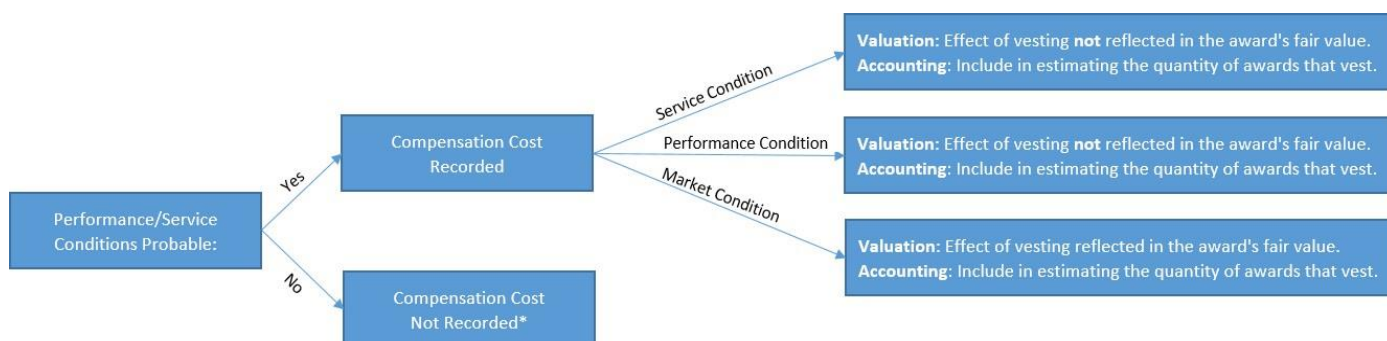 Performance/Service
Conditions Probable:
Yes
No
Compensation Cost
Recorded
Compensation Cost
Not Recorded*
Service Condition
Performance Condition
Market Condition
Valuation: Effect of vesting not reflected in the award's fair value.
Accounting: Include in estimating the quantity of awards that vest.
Valuation: Effect of vesting not reflected in the award's fair value.
Accounting: Include in estimating the quantity of awards that vest.
Valuation: Effect of vesting reflected in the award's fair value.
Accounting: Include in estimating the quantity of awards that vest.